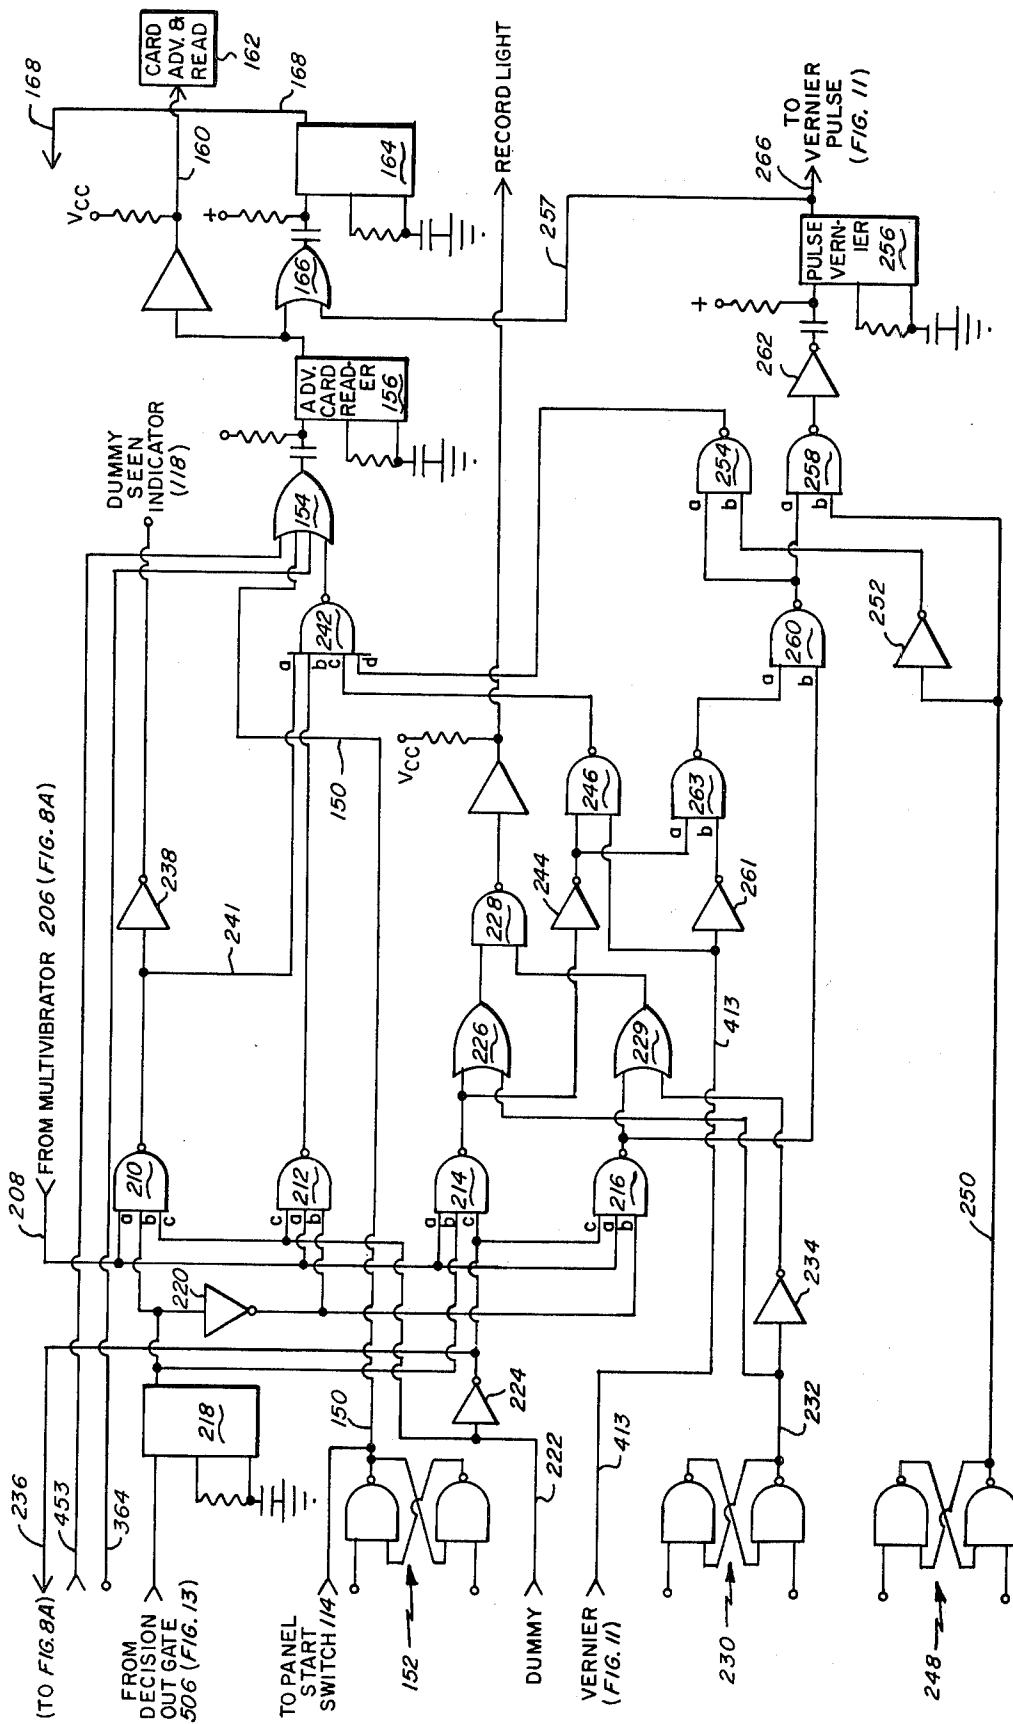 236
(TO FIG. 8A)
453
364
FROM
DECISION
OUT GATE
506 (FIG. 13)
218
TO PANEL
START
SWITCH 114
150
152
DUMMY
222
224
VERNIER
(FIG. 11)
413
230
232
234
248
250
208
FROM MULTIVIBRATOR 206 (FIG. 8A)
220
210
a
b
c
212
c
a
b
214
a
b
c
216
c
a
b
238
241
150
226
229
228
244
413
261
246
263
a
b
VCC
242
a
b
c
d
260
a
b
252
254
a
b
258
a
b
262
DUMMY
SEEN
INDICATOR
(118)
154
ADV.
CARD
READ-
ER
156
166
+
164
VCC
160
168
168
CARD
ADV. &
READ
162
RECORD LIGHT
257
+
PULSE
VERN-
IER
256
266
TO
VERNIER
PULSE
(FIG. 11)